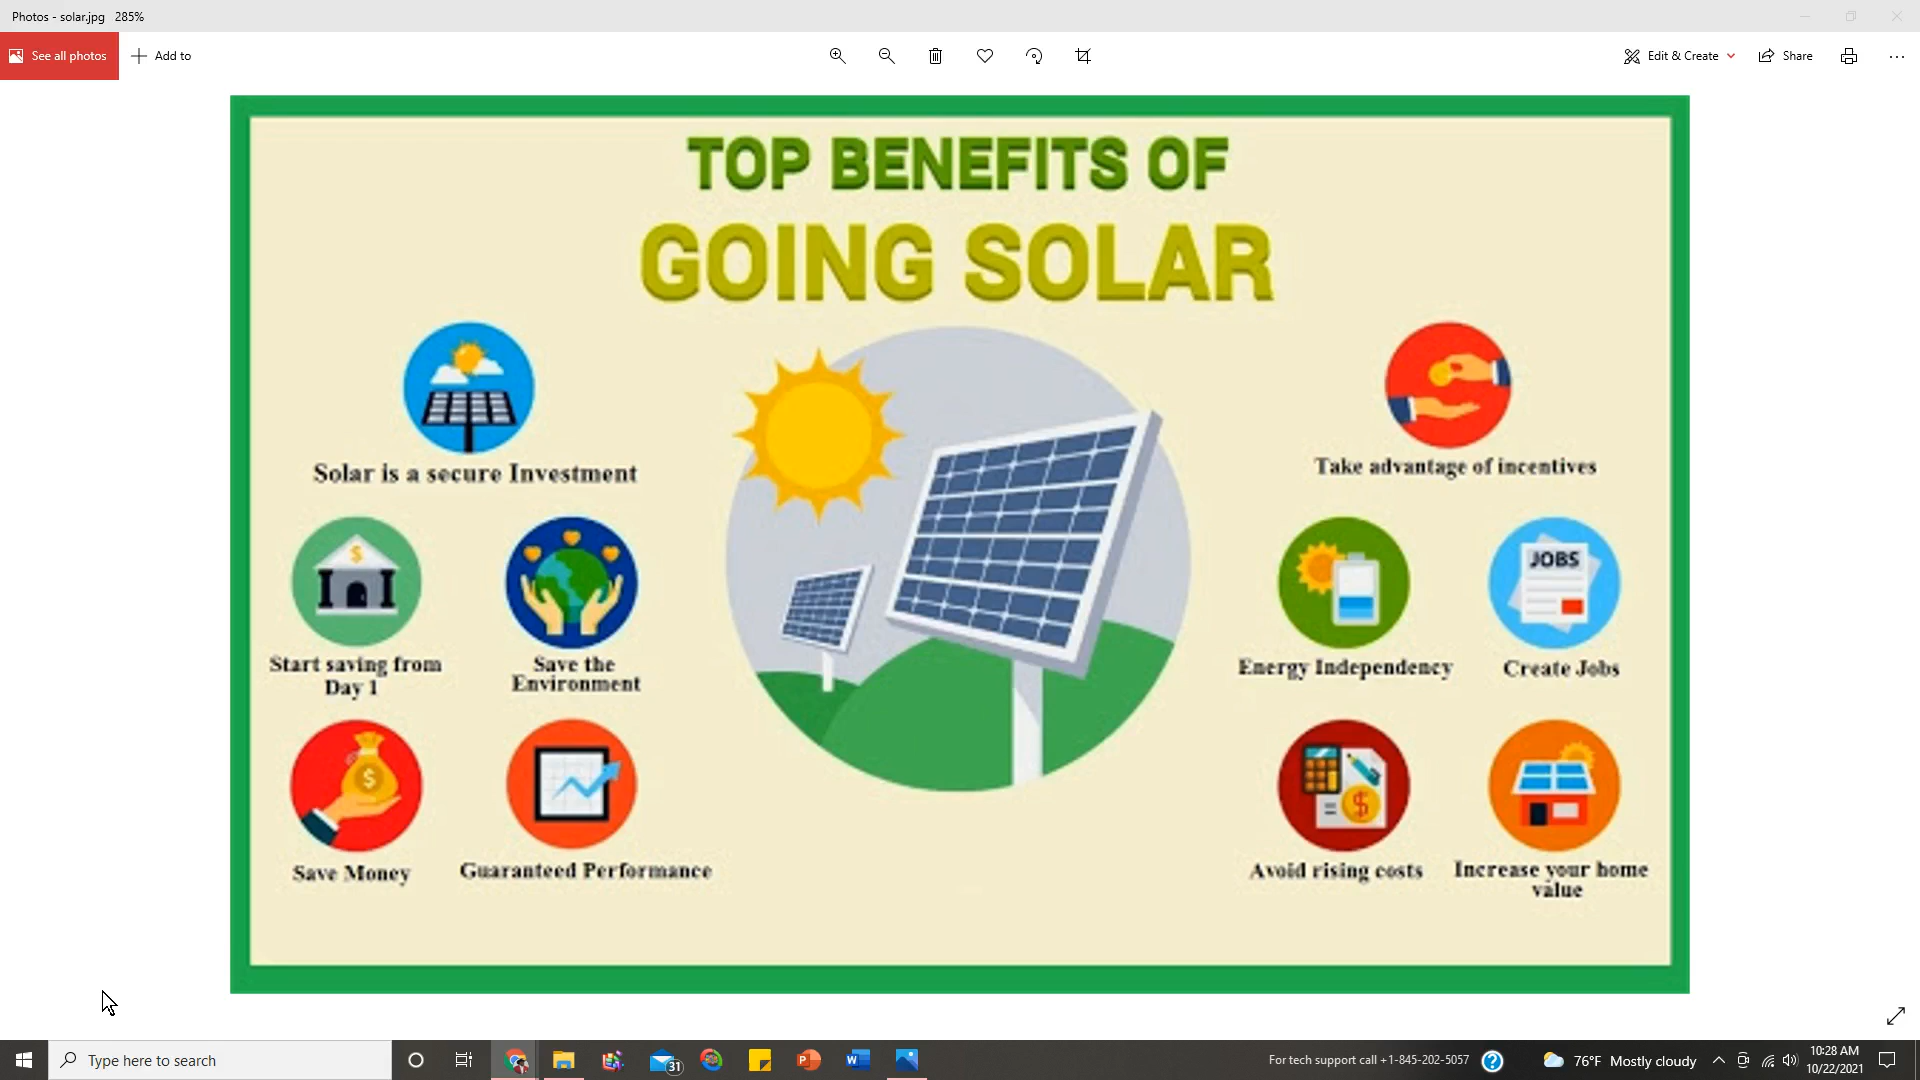 Photos - solar.jpg 285%
See all photos
Add to
Edit & Create
Share
TOP BENEFITS OF
GOING SOLAR
Solar is a secure Investment
Take advantage of incentives
JOBS
$
Start saving from
Day 1
Save the
Environment
Energy Independency
Create Jobs
$
$
=
Save Money
Guaranteed Performance
Avoid rising costs
Increase your home
value
Type here to search
31
For tech support call +1-845-202-5057
?
76°F Mostly cloudy
10:28 AM
10/22/2021